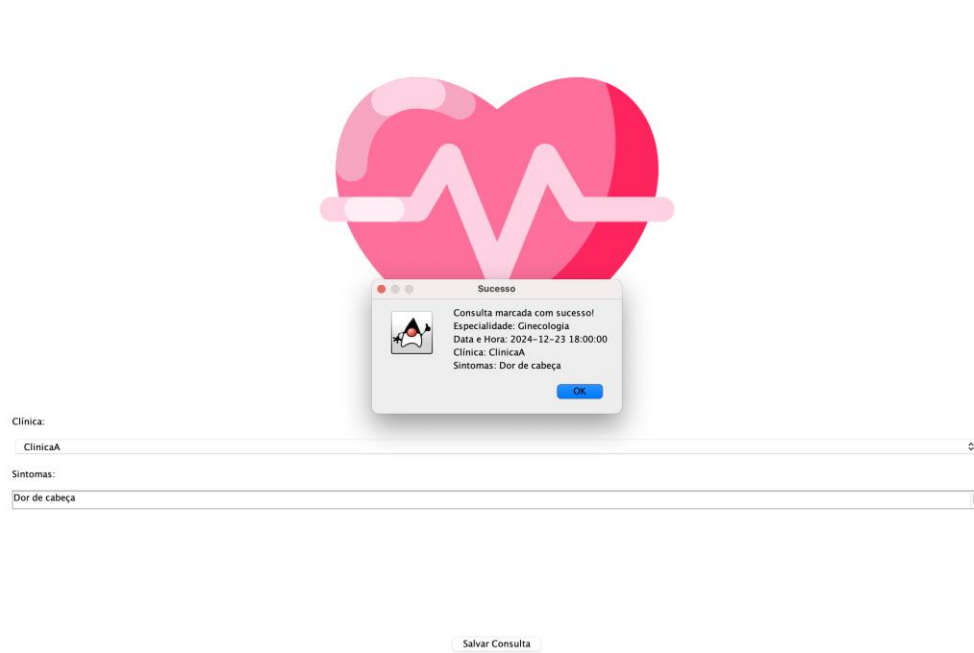 Sucesso
Consulta marcada com sucesso!
Especialidade: Ginecologia
Data e Hora: 2024-12-23 18:00:00
Clínica: ClinicaA
Sintomas: Dor de cabeça
OK
Clínica:
ClinicaA
Sintomas:
Dor de cabeça
Salvar Consulta